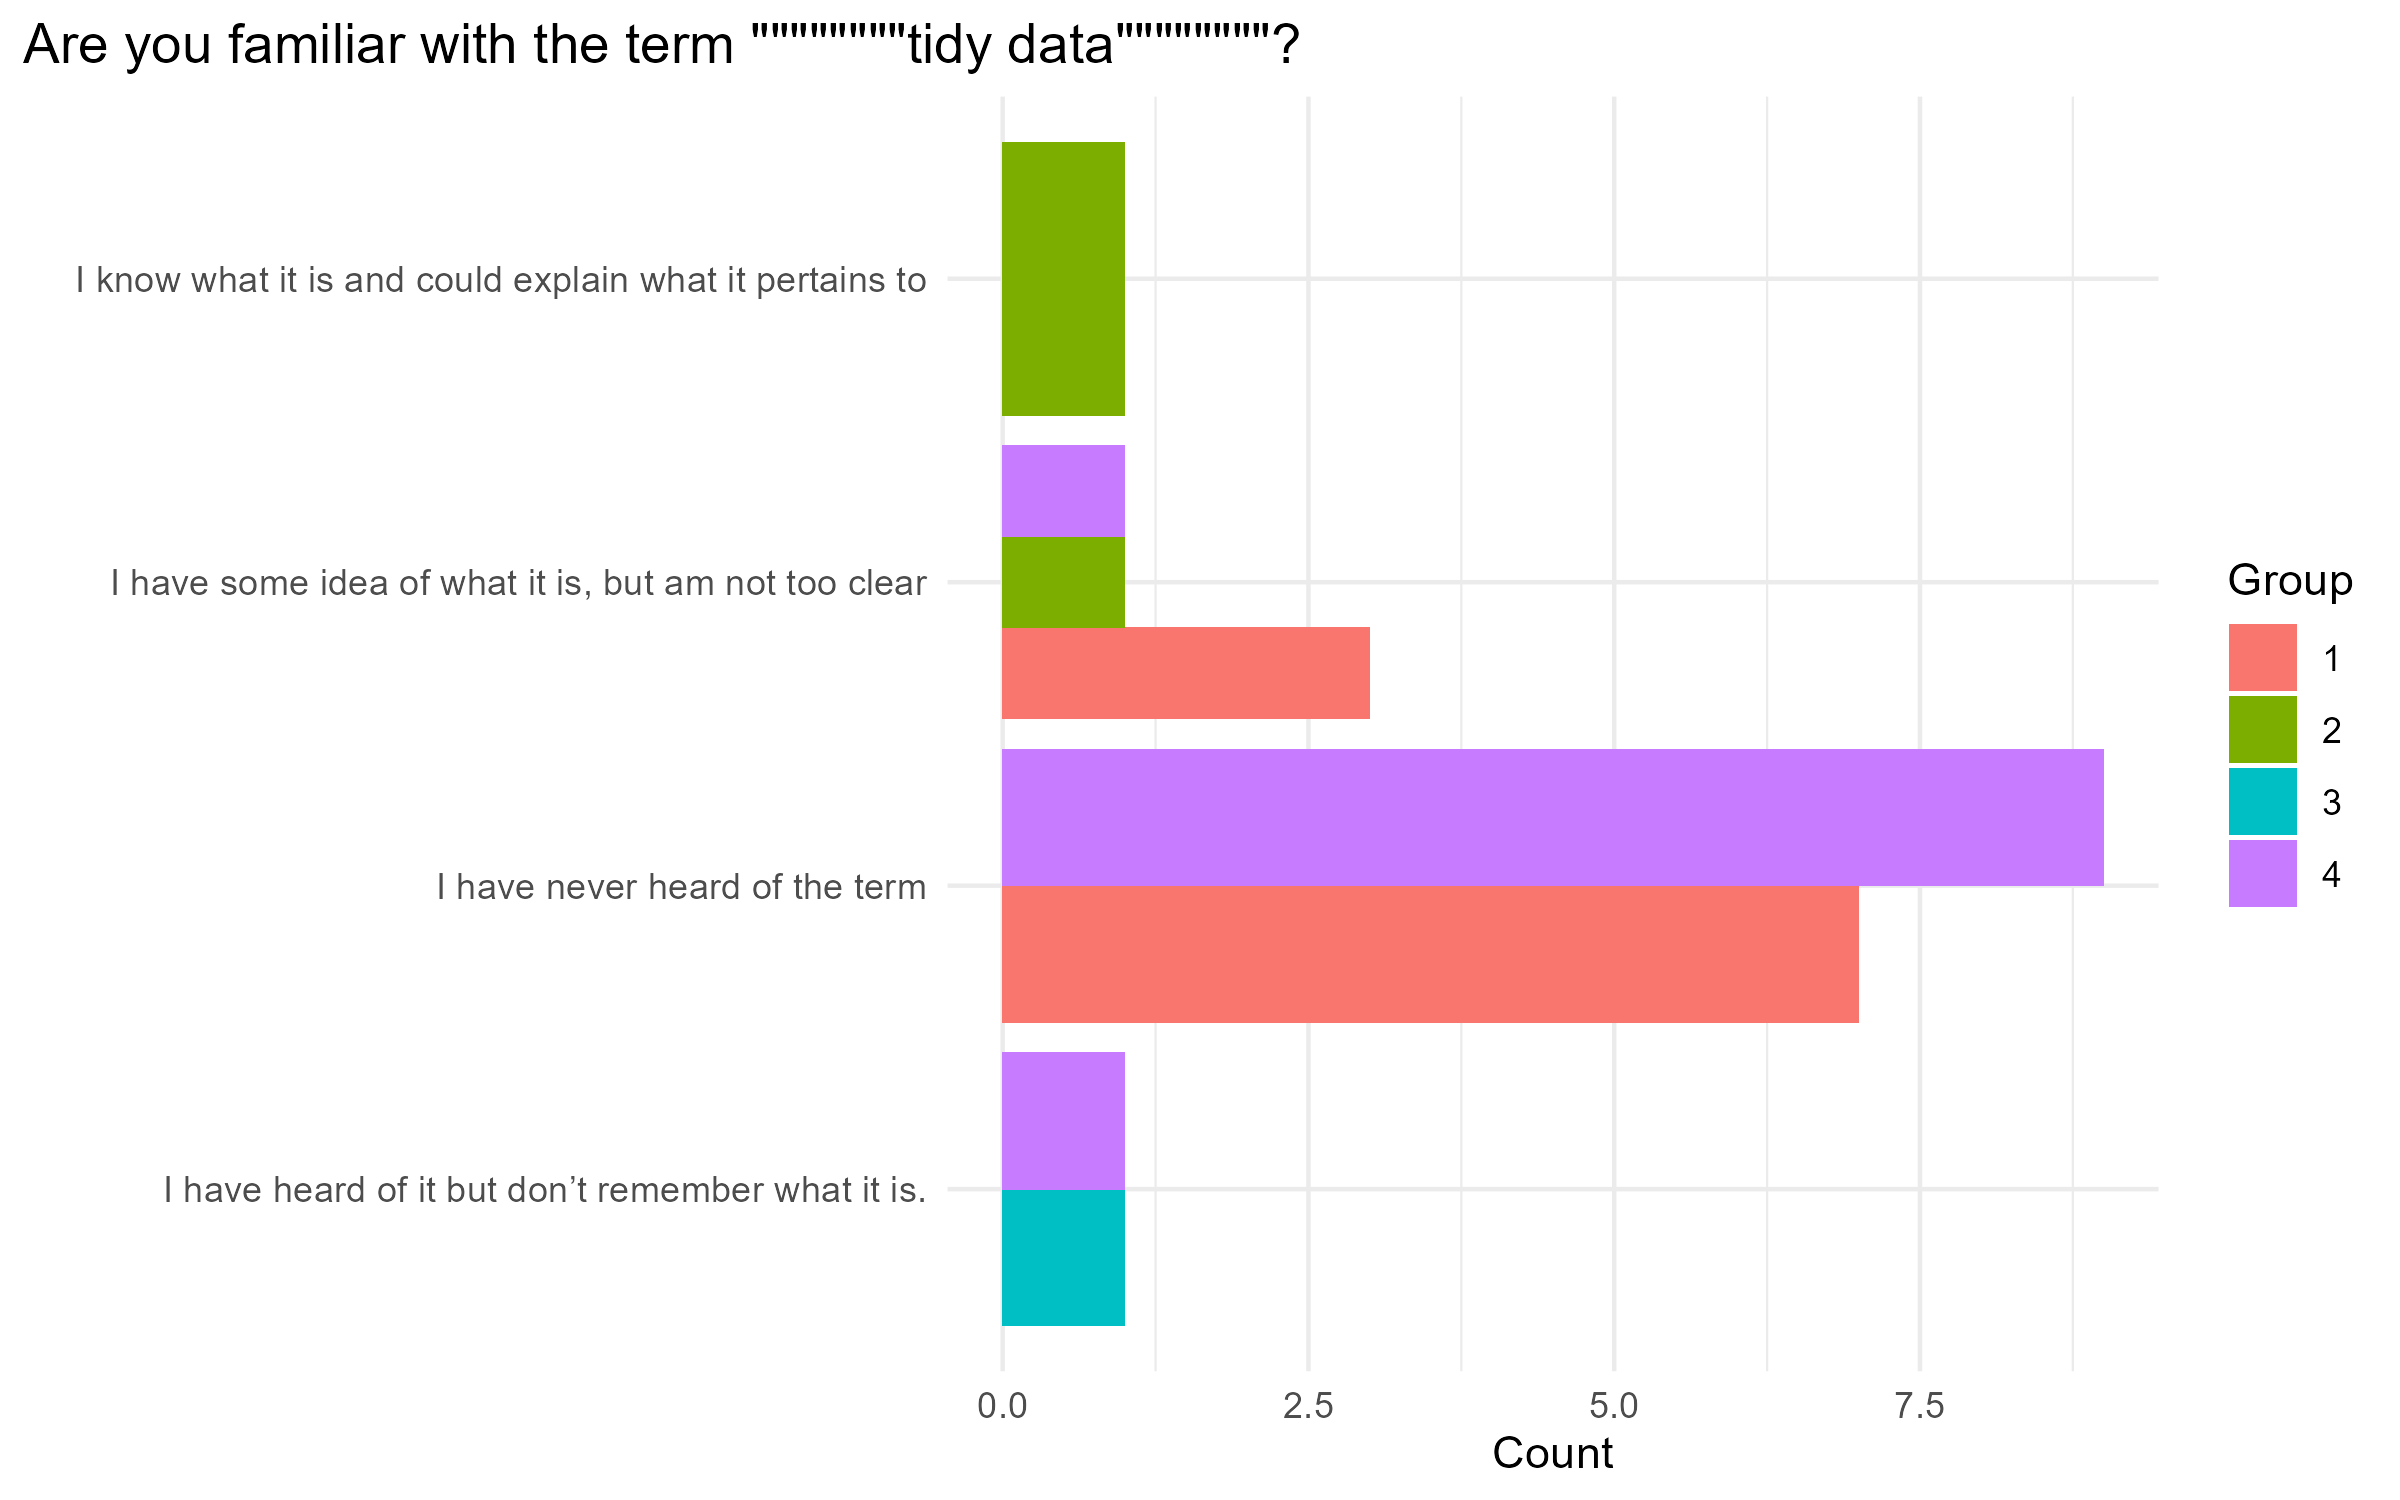 Are you familiar with the term """"""""tidy data""""""""?
I know what it is and could explain what it pertains to
I have some idea of what it is, but am not too clear
I have never heard of the term
I have heard of it but don’t remember what it is.
0.0
2.5
5.0
7.5
Count
Group
1
2
3
4